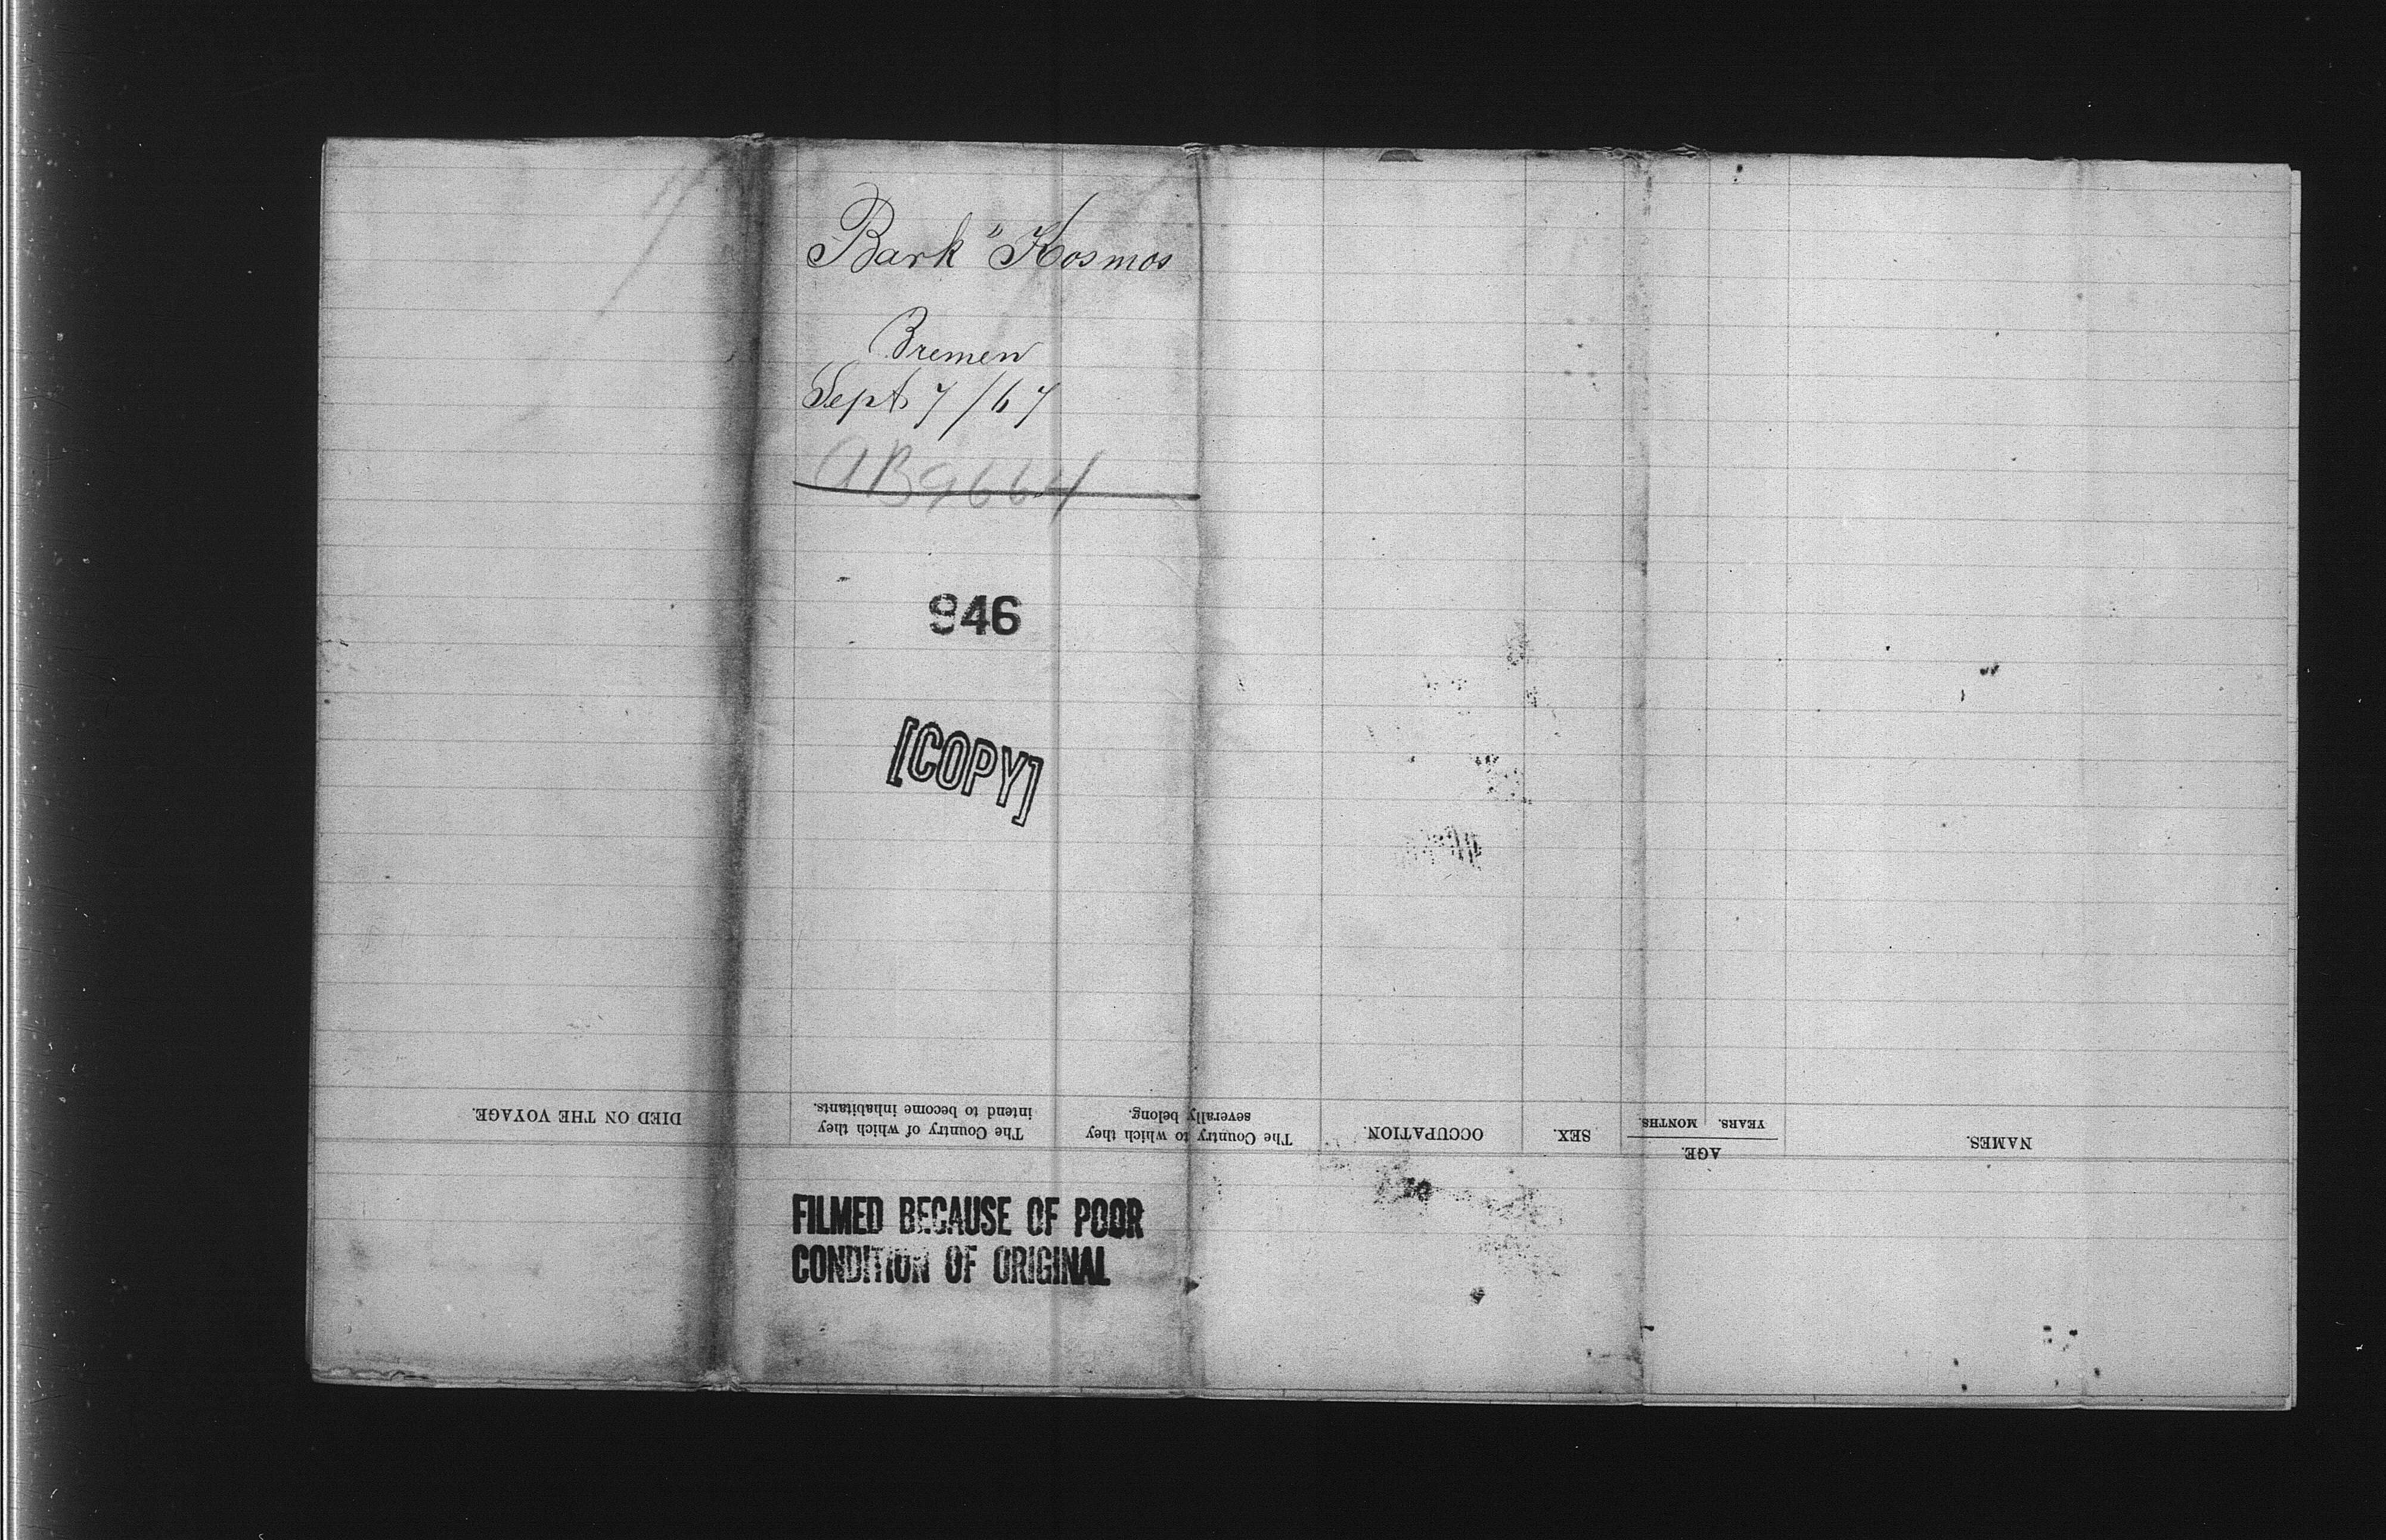 Bark "Kosmos
Bremen
Sept 7/67
AB9664
946
[COPY]
NAMES.
AGE.
YEARS. MONTHS.
SEX.
OCCUPATION.
The Country to which they
severally belong.
The Country of which they
intend to become inhabitants.
DIED ON THE VOYAGE.
FILMED BECAUSE OF POOR
CONDITION OF ORIGINAL